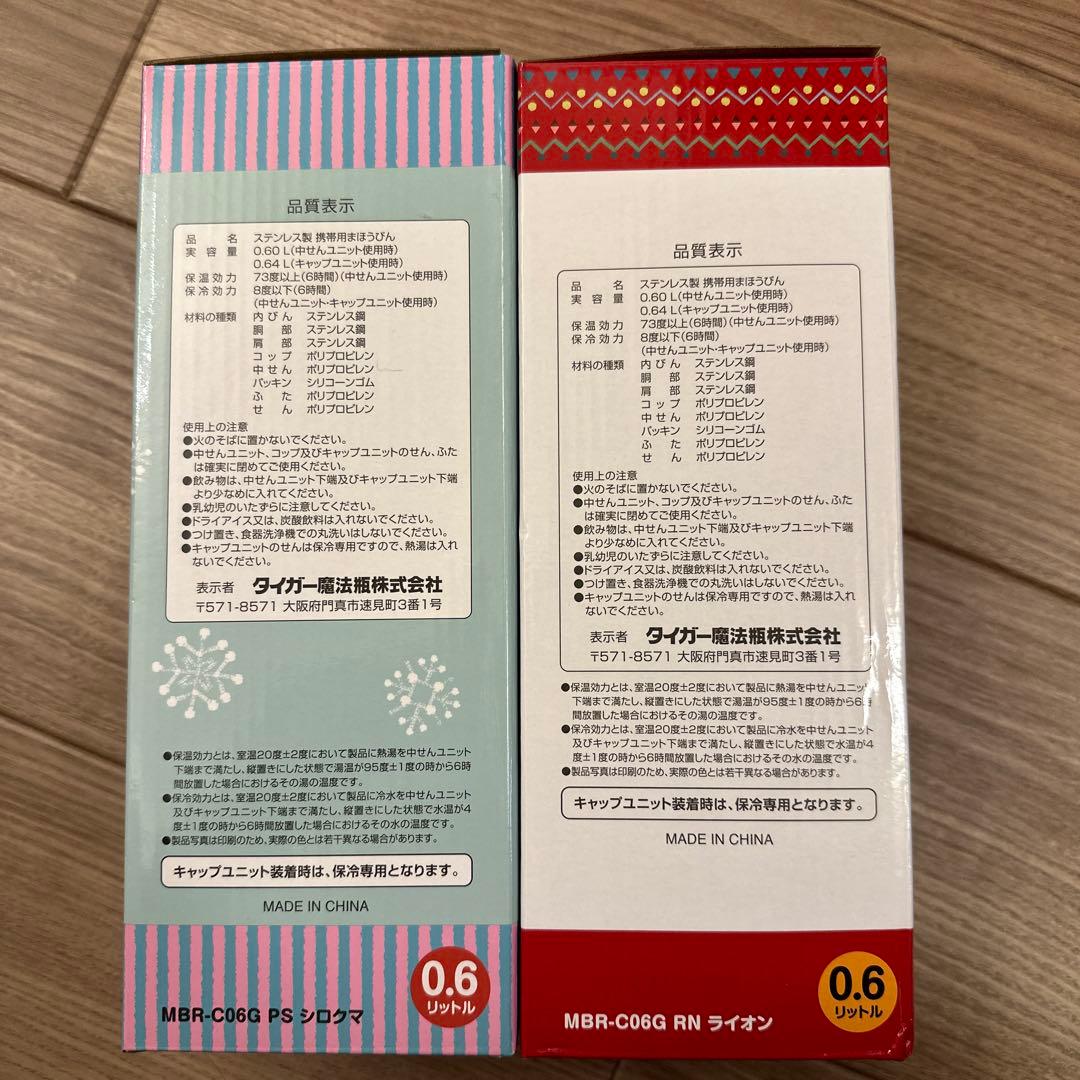 品質表示
品名 ステンレス製 携帯用まほうびん
実容量 0.60 L(中せんユニット使用時)
0.64 L(キャップユニット使用時)
保温効力 73度以上(6時間)(中せんユニット使用時)
保冷効力 8度以下(6時間)
(中せんユニット・キャップユニット使用時)
材料の種類 内びん ステンレス鋼
胴部 ステンレス鋼
肩部 ステンレス鋼
コップ ポリプロピレン
中せん ポリプロピレン
パッキン シリコーンゴム
ふた ポリプロピレン
せん ポリプロピレン
使用上の注意
●火のそばに置かないでください。
●中せんユニット、コップ及びキャップユニットのせん、ふた
は確実に閉めてご使用ください。
●飲み物は、中せんユニット下端及びキャップユニット下端
より少なめに入れてください。
●乳幼児のいたずらに注意してください。
●ドライアイス又は、炭酸飲料は入れないでください。
●つけ置き、食器洗浄機での丸洗いはしないでください。
●キャップユニットのせんは保冷専用ですので、熱湯は入れ
ないでください。
表示者 タイガー魔法瓶株式会社
〒571-8571 大阪府門真市速見町3番1号
●保温効力とは、室温20度±2度において製品に熱湯を中せんユニット
下端まで満たし、縦置きにした状態で湯温が95度±1度の時から6時
間放置した場合におけるその湯の温度です。
●保冷効力とは、室温20度±2度において製品に冷水を中せんユニット
及びキャップユニット下端まで満たし、縦置きにした状態で水温が4
度±1度の時から6時間放置した場合におけるその水の温度です。
●製品写真は印刷のため、実際の色とは若干異なる場合があります。
キャップユニット装着時は、保冷専用となります。
MADE IN CHINA
0.6
リットル
MBR-C06G PS シロクマ
品質表示
品名 ステンレス製 携帯用まほうびん
実容量 0.60 L(中せんユニット使用時)
0.64 L(キャップユニット使用時)
保温効力 73度以上(6時間)(中せんユニット使用時)
保冷効力 8度以下(6時間)
(中せんユニット・キャップユニット使用時)
材料の種類 内びん ステンレス鋼
胴部 ステンレス鋼
肩部 ステンレス鋼
コップ ポリプロピレン
中せん ポリプロピレン
パッキン シリコーンゴム
ふた ポリプロピレン
せん ポリプロピレン
使用上の注意
●火のそばに置かないでください。
●中せんユニット、コップ及びキャップユニットのせん、ふた
は確実に閉めてご使用ください。
●飲み物は、中せんユニット下端及びキャップユニット下端
より少なめに入れてください。
●乳幼児のいたずらに注意してください。
●ドライアイス又は、炭酸飲料は入れないでください。
●つけ置き、食器洗浄機での丸洗いはしないでください。
●キャップユニットのせんは保冷専用ですので、熱湯は入れ
ないでください。
表示者 タイガー魔法瓶株式会社
〒571-8571 大阪府門真市速見町3番1号
●保温効力とは、室温20度±2度において製品に熱湯を中せんユニット
下端まで満たし、縦置きにした状態で湯温が95度±1度の時から6時
間放置した場合におけるその湯の温度です。
●保冷効力とは、室温20度±2度において製品に冷水を中せんユニット
及びキャップユニット下端まで満たし、縦置きにした状態で水温が4
度±1度の時から6時間放置した場合におけるその水の温度です。
●製品写真は印刷のため、実際の色とは若干異なる場合があります。
キャップユニット装着時は、保冷専用となります。
MADE IN CHINA
0.6
リットル
MBR-C06G RN ライオン